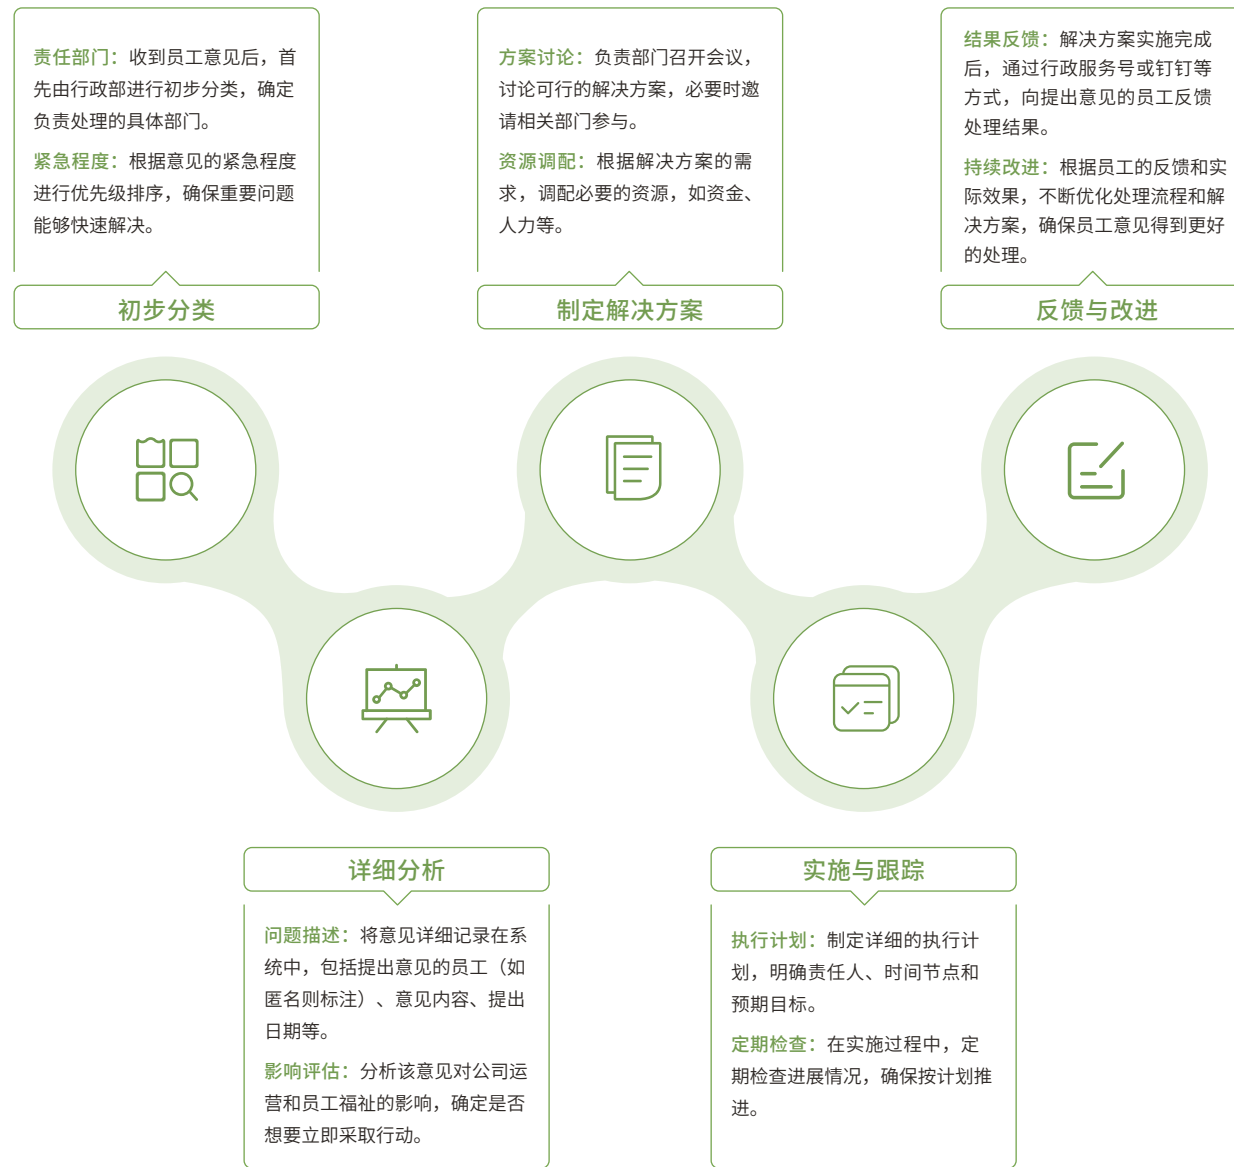 责任部门：收到员工意见后，首
先由行政部进行初步分类，确定
负责处理的具体部门。
紧急程度：根据意见的紧急程度
进行优先级排序，确保重要问题
能够快速解决。
初步分类
方案讨论：负责部门召开会议，
讨论可行的解决方案，必要时邀
请相关部门参与。
资源调配：根据解决方案的需
求，调配必要的资源，如资金、
人力等。
制定解决方案
结果反馈：解决方案实施完成
后，通过行政服务号或钉钉等
方式，向提出意见的员工反馈
处理结果。
持续改进：根据员工的反馈和实
际效果，不断优化处理流程和解
决方案，确保员工意见得到更好
的处理。
反馈与改进
详细分析
问题描述：将意见详细记录在系
统中，包括提出意见的员工（如
匿名则标注）、意见内容、提出
日期等。
影响评估：分析该意见对公司运
营和员工福祉的影响，确定是否
想要立即采取行动。
实施与跟踪
执行计划：制定详细的执行计
划，明确责任人、时间节点和
预期目标。
定期检查：在实施过程中，定
期检查进展情况，确保按计划推
进。